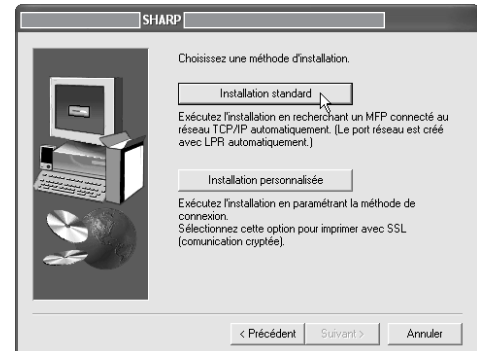 SHARP
Choisissez une méthode d'installation.
Installation standard
Exécutez l'installation en recherchant un MFP connecté au
réseau TCP/IP automatiquement. (Le port réseau est créé
avec LPR automatiquement.)
Installation personnalisée
Exécutez l'installation en paramétrant la méthode de
connexion.
Sélectionnez cette option pour imprimer avec SSL
(comunication cryptée).
< Précédent Suivant > Annuler